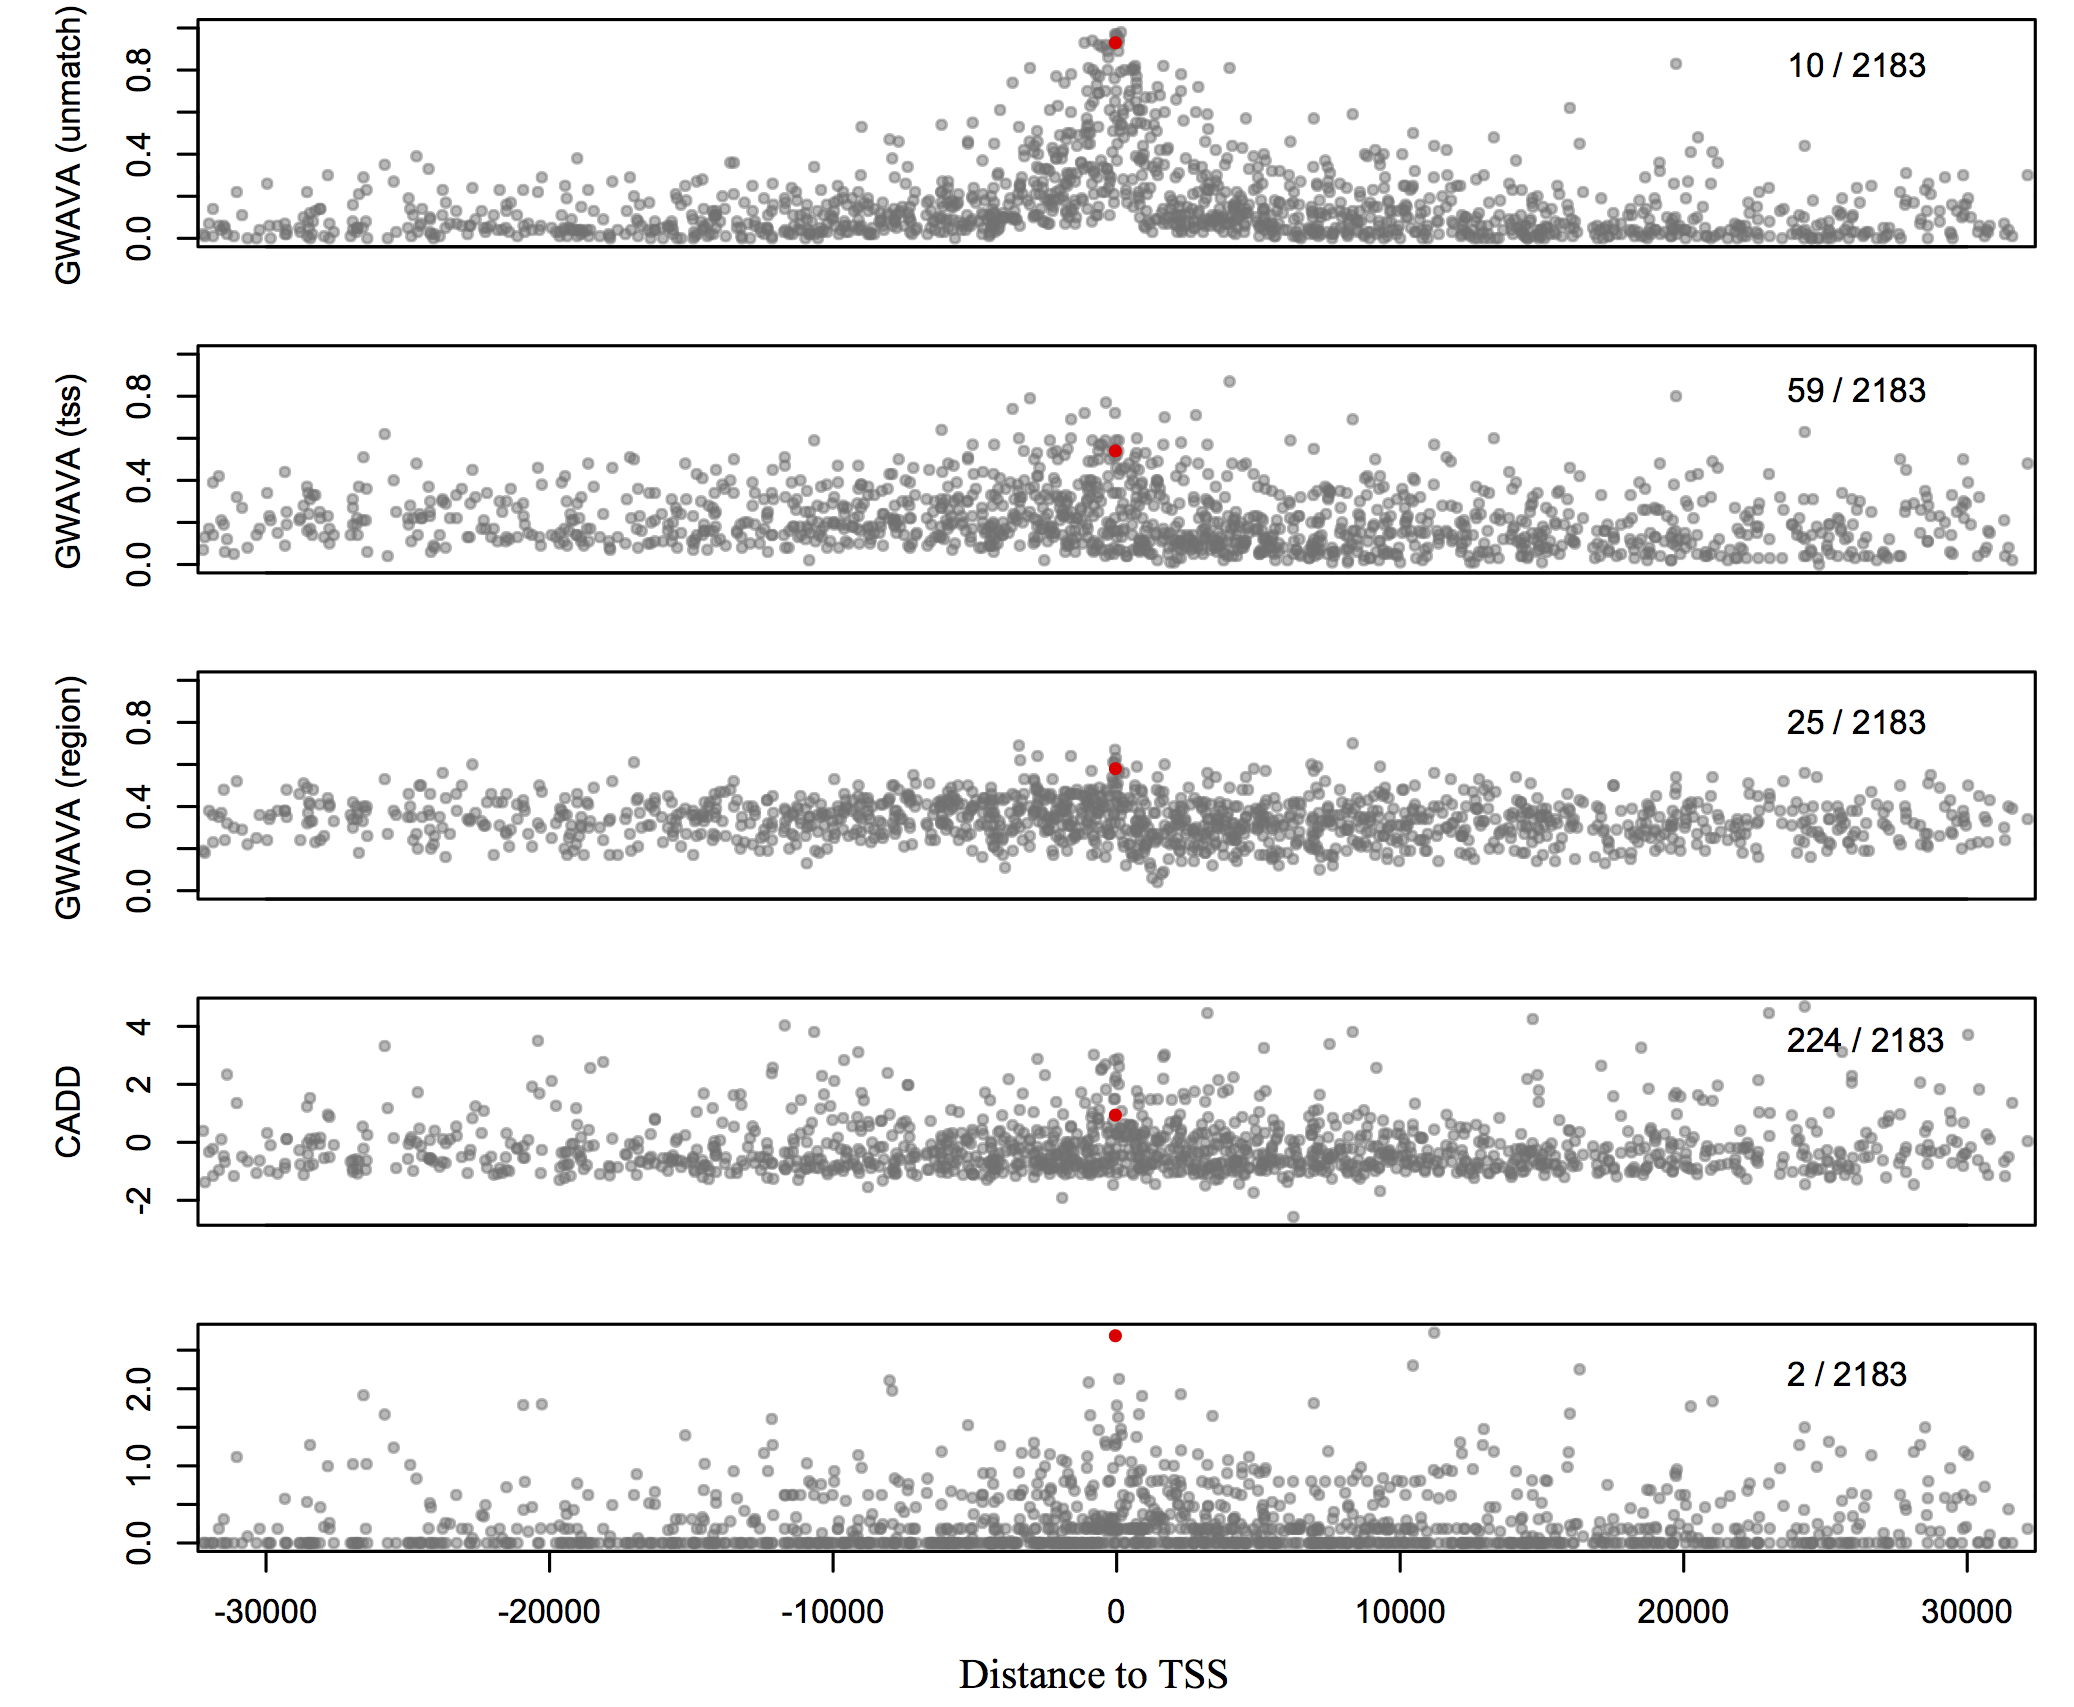 GWAVA (unmatch)
0.0 0.4 0.8
10 / 2183
GWAVA (tss)
0.0 0.4 0.8
59 / 2183
GWAVA (region)
0.0 0.4 0.8
25 / 2183
CADD
-2 0 2 4
224 / 2183
0.0 1.0 2.0
2 / 2183
-30000 -20000 -10000 0 10000 20000 30000
Distance to TSS